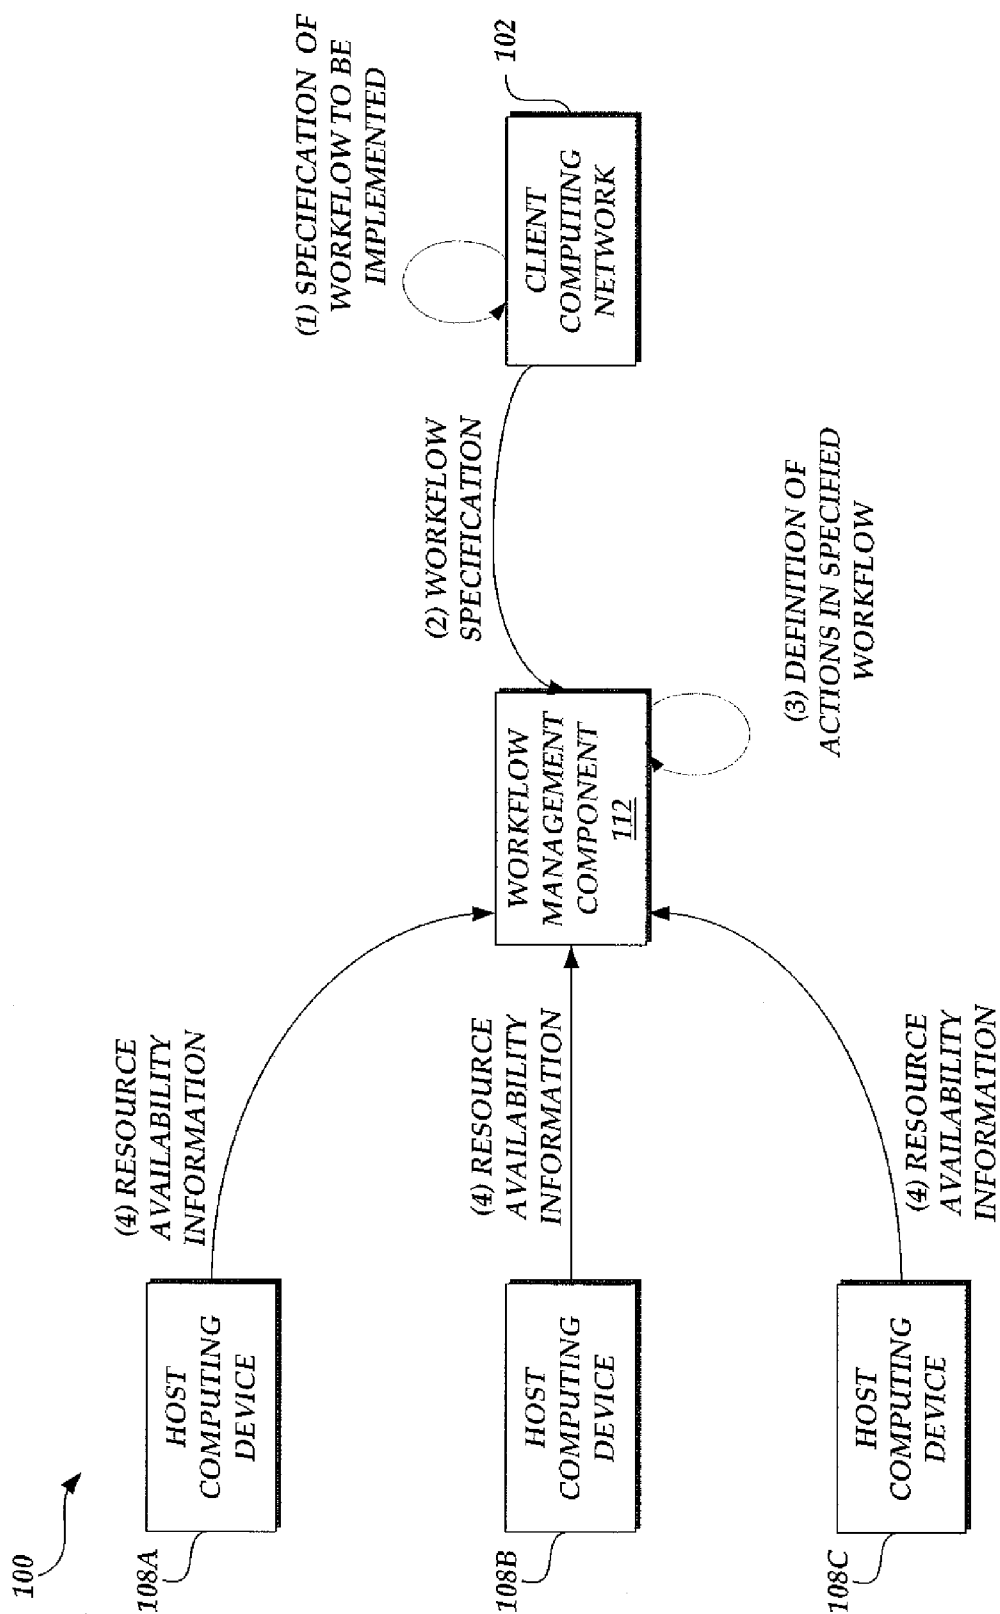 100
108A
HOST
COMPUTING
DEVICE
(4) RESOURCE
AVAILABILITY
INFORMATION
108B
HOST
COMPUTING
DEVICE
(4) RESOURCE
AVAILABILITY
INFORMATION
108C
HOST
COMPUTING
DEVICE
(4) RESOURCE
AVAILABILITY
INFORMATION
WORKFLOW
MANAGEMENT
COMPONENT
112
(3) DEFINITION OF
ACTIONS IN SPECIFIED
WORKFLOW
(2) WORKFLOW
SPECIFICATION
(1) SPECIFICATION OF
WORKFLOW TO BE
IMPLEMENTED
CLIENT
COMPUTING
NETWORK
102